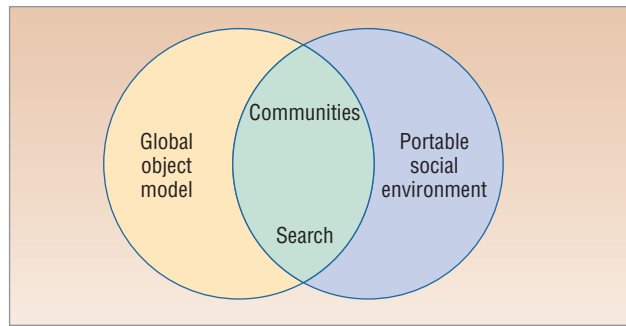 Communities
Global
object
model
Portable
social
environment
Search